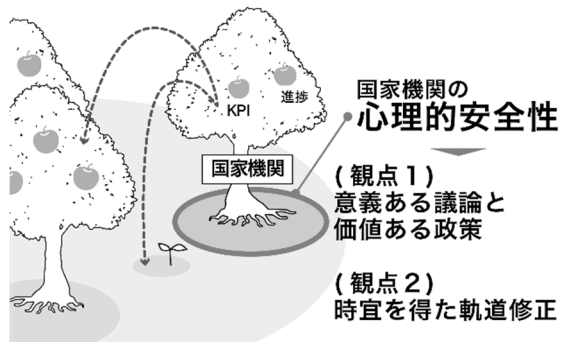 KPI
進捗
国家機関
国家機関の
心理的安全性
(観点1)
意義ある議論と
価値ある政策
(観点2)
時宜を得た軌道修正